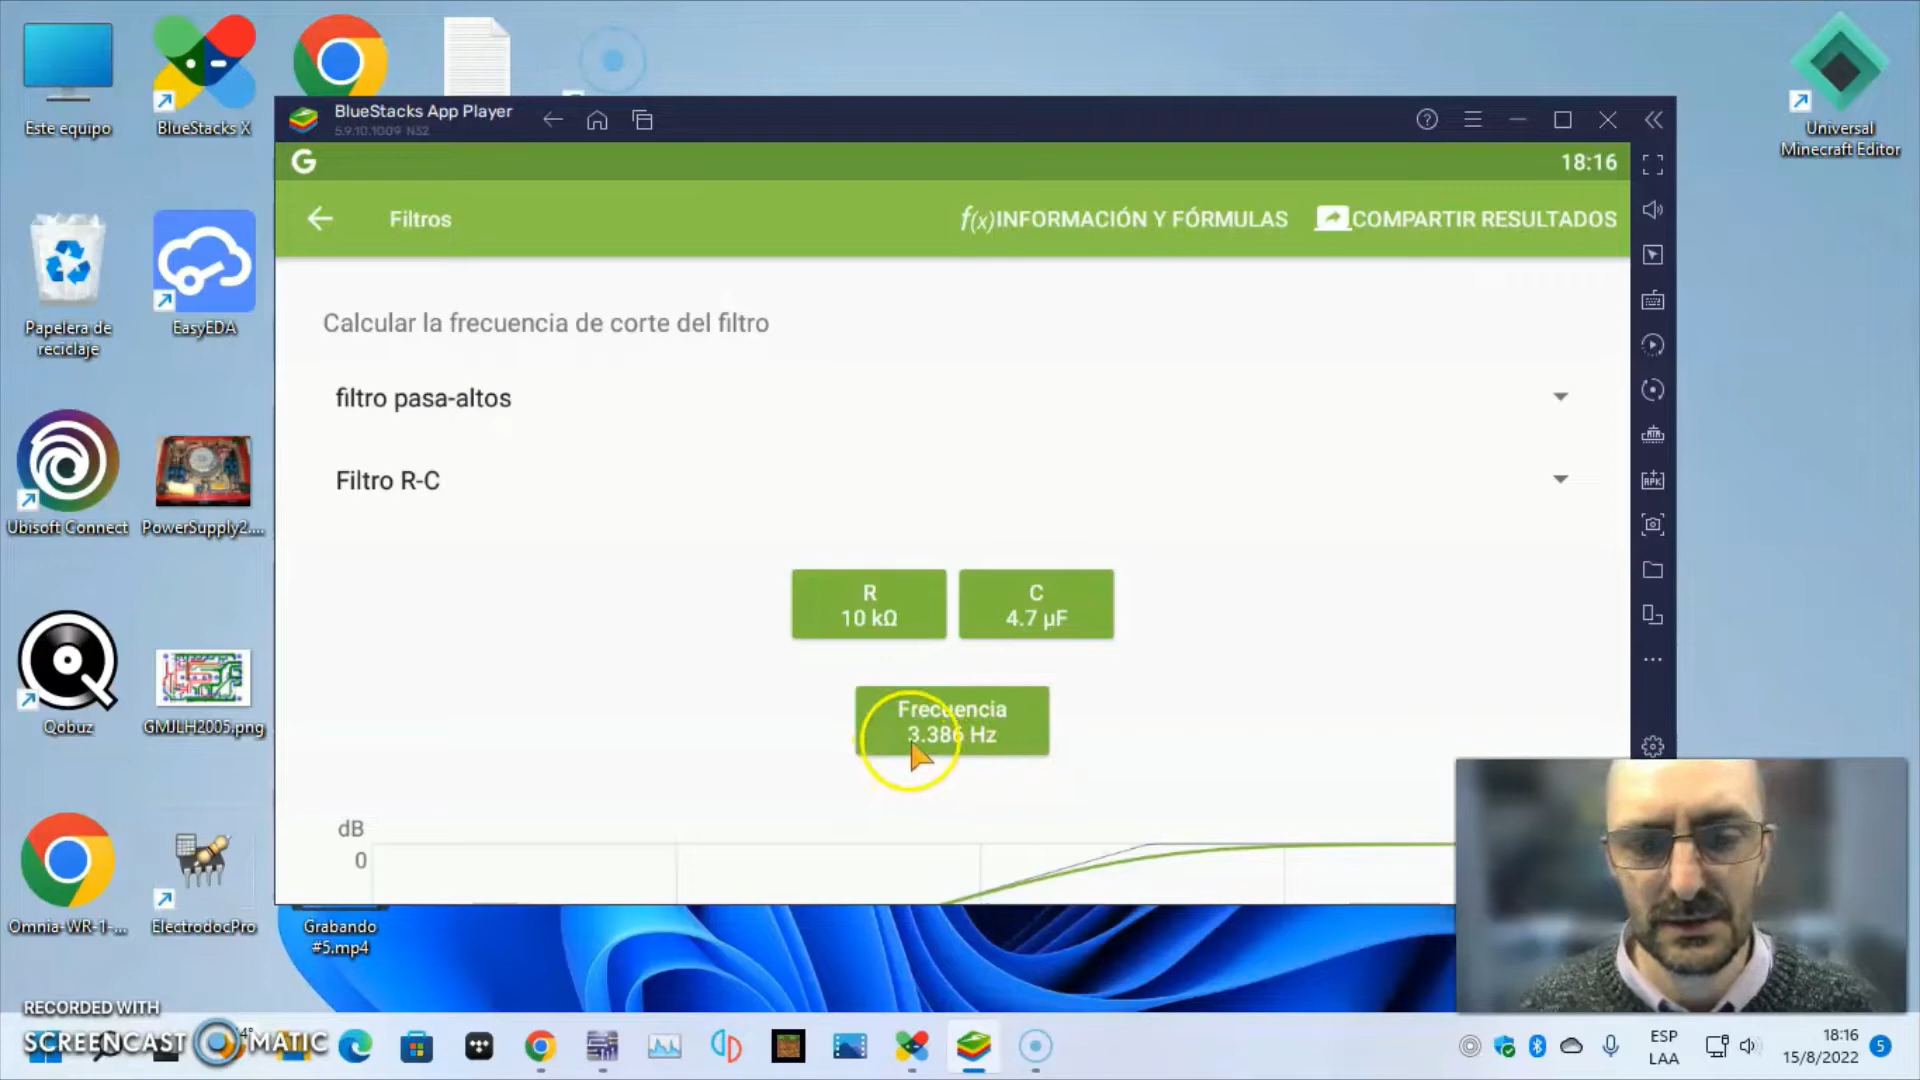 Este equipo
BlueStacks X
Universal
Minecraft Editor
BlueStacks App Player
5.9.10.1009 N32
G
18:16
Filtros
f(x)INFORMACIÓN Y FÓRMULAS
COMPARTIR RESULTADOS
Calcular la frecuencia de corte del filtro
filtro pasa-altos
Filtro R-C
R
10 kΩ
C
4.7 µF
Frecuencia
3.386 Hz
dB
0
Papelera de
reciclaje
EasyEDA
Ubisoft Connect
PowerSupply2....
Qobuz
GMJLH2005.png
Omnia-WR-1-...
ElectrodocPro
Grabando
#5.mp4
APK
RECORDED WITH
SCREENCAST MATIC
ESP
LAA
18:16
15/8/2022
5